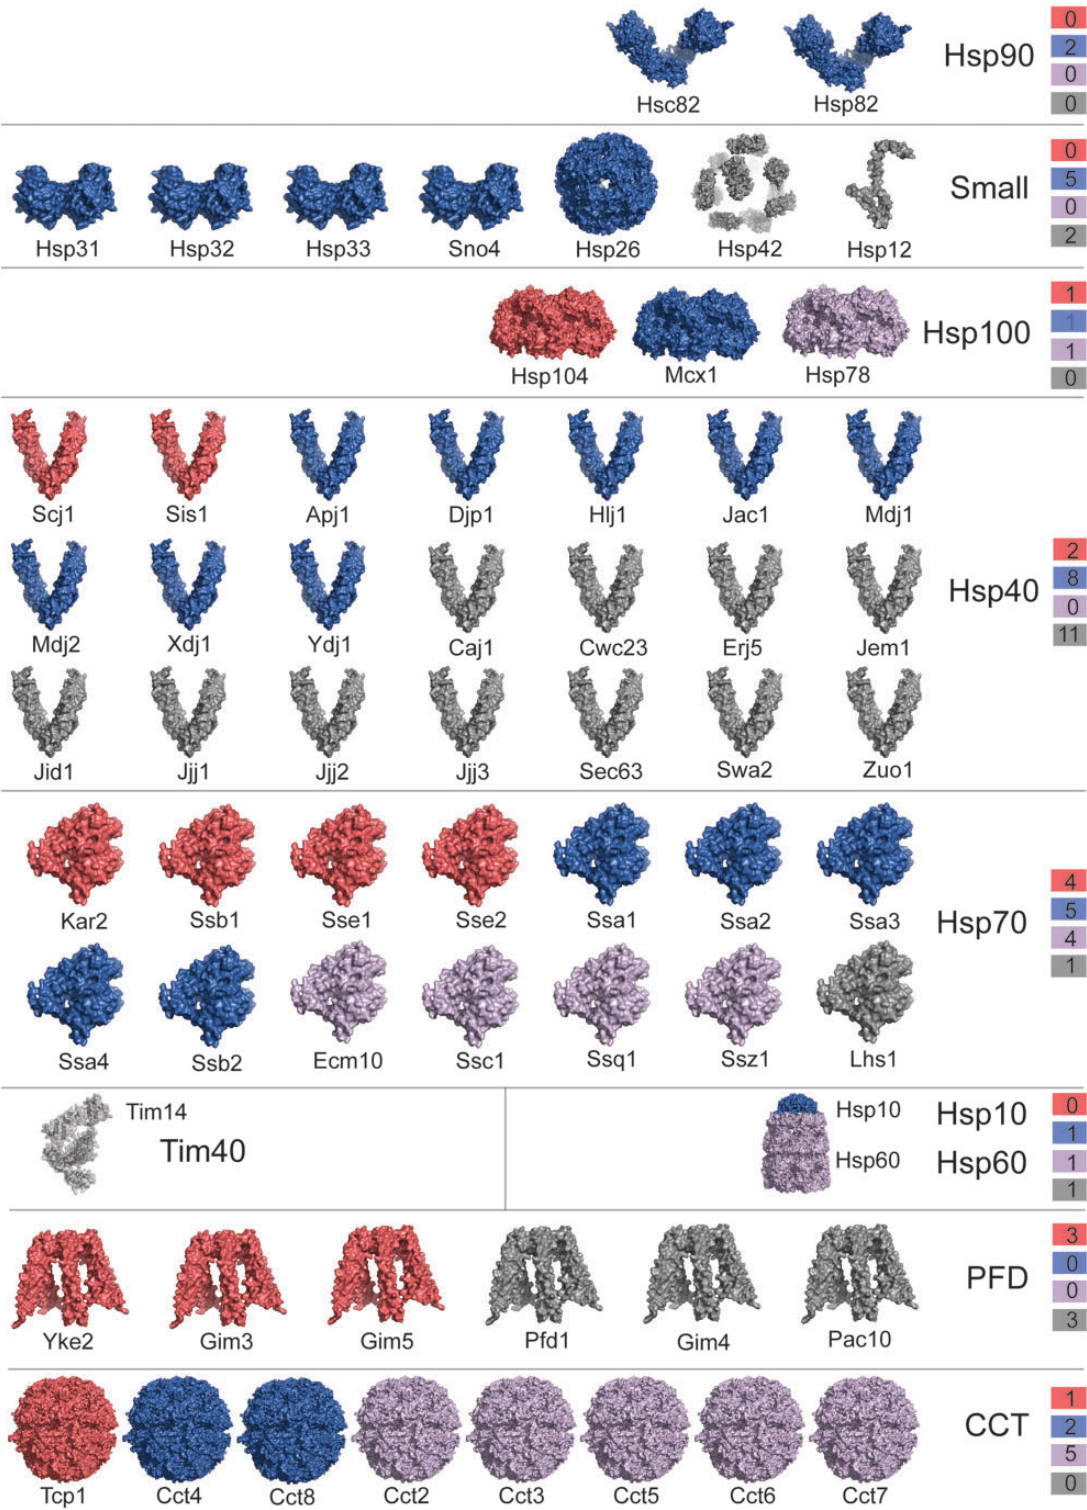 Hsp90
0
2
0
0
Hsc82 Hsp82
Small
0
5
0
2
Hsp31 Hsp32 Hsp33 Sno4 Hsp26 Hsp42 Hsp12
Hsp100
1
1
1
0
Hsp104 Mcx1 Hsp78
Scj1 Sis1 Apj1 Djp1 Hlj1 Jac1 Mdj1
Hsp40
2
8
0
11
Mdj2 Xdj1 Ydj1 Caj1 Cwc23 Erj5 Jem1
Jid1 Jjj1 Jjj2 Jjj3 Sec63 Swa2 Zuo1
Kar2 Ssb1 Sse1 Sse2 Ssa1 Ssa2 Ssa3
Hsp70
4
5
4
1
Ssa4 Ssb2 Ecm10 Ssc1 Ssq1 Ssz1 Lhs1
Tim14
Tim40
Hsp10
Hsp60
Hsp10
Hsp60
0
1
1
1
PFD
3
0
0
3
Yke2 Gim3 Gim5 Pfd1 Gim4 Pac10
CCT
1
2
5
0
Tcp1 Cct4 Cct8 Cct2 Cct3 Cct5 Cct6 Cct7